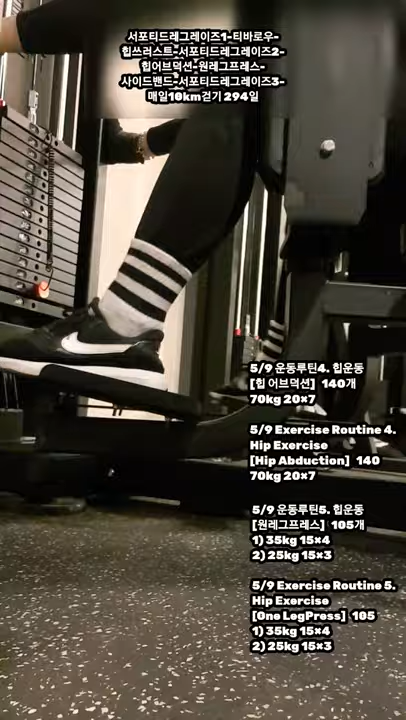 서포티드레그레이즈1-티바로우-
힙쓰러스트-서포티드레그레이즈2-
힙어브덕션-원레그프레스-
사이드밴드-서포티드레그레이즈3-
매일10km걷기 294일
5/9 운동루틴4. 힙운동
[힙 어브덕션] 140개
70kg 20×7
5/9 Exercise Routine 4.
Hip Exercise
[Hip Abduction] 140
70kg 20×7
5/9 운동루틴5. 힙운동
[원레그프레스] 105개
1) 35kg 15×4
2) 25kg 15×3
5/9 Exercise Routine 5.
Hip Exercise
[One LegPress] 105
1) 35kg 15×4
2) 25kg 15×3